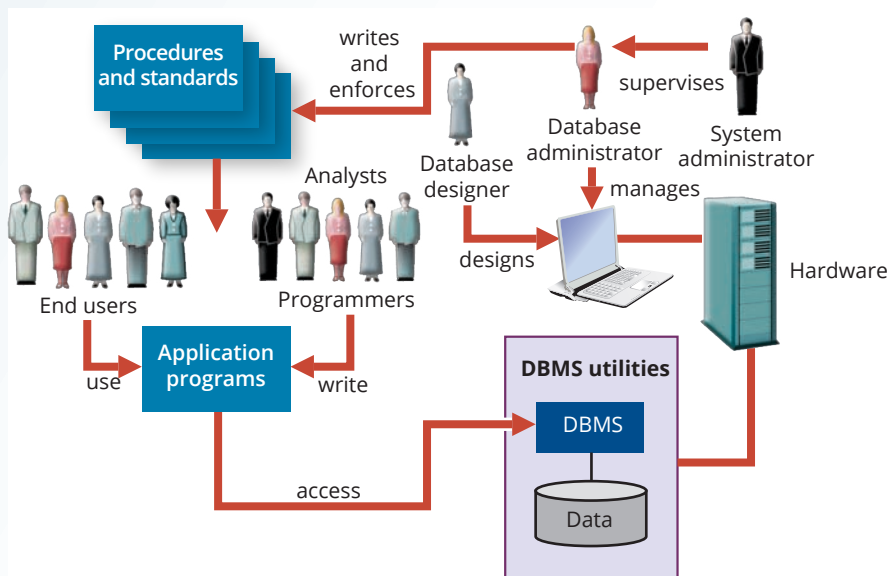 Procedures
and standards
writes
and
enforces
supervises
Database
administrator
System
administrator
Analysts
Database
designer
manages
designs
Hardware
End users
Programmers
use
Application
programs
write
DBMS utilities
DBMS
access
Data